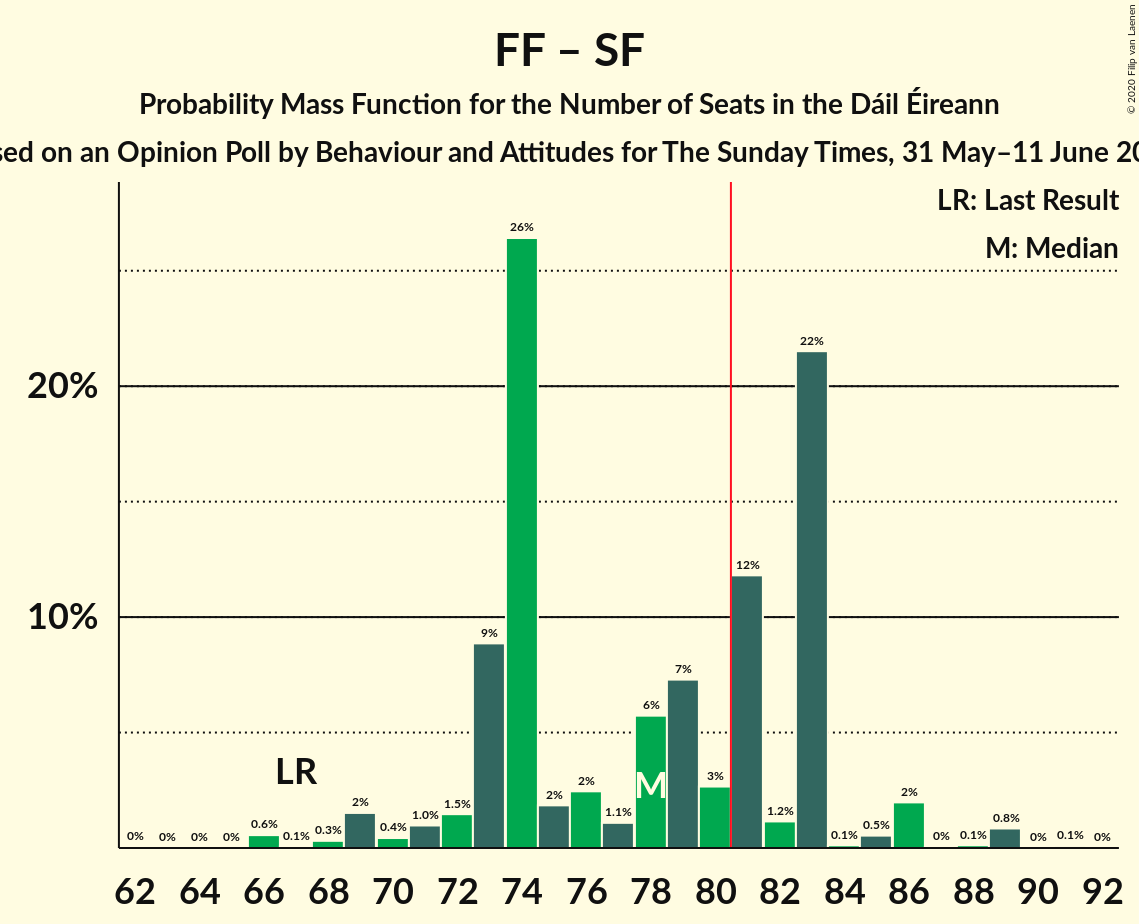 FF – SF
Probability Mass Function for the Number of Seats in the Dáil Éireann
on an Opinion Poll by Behaviour and Attitudes for The Sunday Times, 31 May–11 June
© 2020 Filip van Laenen
LR: Last Result
M: Median
26%
22%
20%
12%
10%
9%
7%
6%
LR
M
0% 0% 0% 0% 0.6% 0.1% 0.3% 2% 0.4% 1.0% 1.5% 2% 2% 1.1% 3% 1.2% 0.1% 0.5% 2% 0% 0.1% 0.8% 0% 0.1% 0%
62 64 66 68 70 72 74 76 78 80 82 84 86 88 90 92